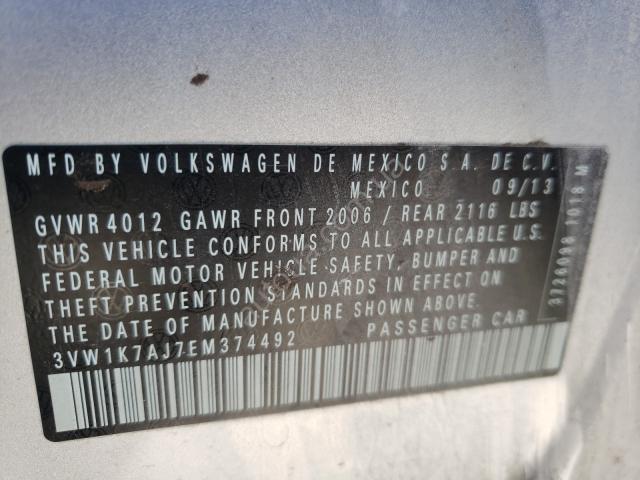 MFD BY VOLKSWAGEN DE MEXICO S.A. DE C.V.
MEXICO 09/13
GVWR 4012 GAWR FRONT 2006 / REAR 2116 LBS
THIS VEHICLE CONFORMS TO ALL APPLICABLE U.S.
FEDERAL MOTOR VEHICLE SAFETY, BUMPER AND
THEFT PREVENTION STANDARDS IN EFFECT ON
THE DATE OF MANUFACTURE SHOWN ABOVE.
3VW1K7AJ7EM374492 PASSENGER CAR
1018 M